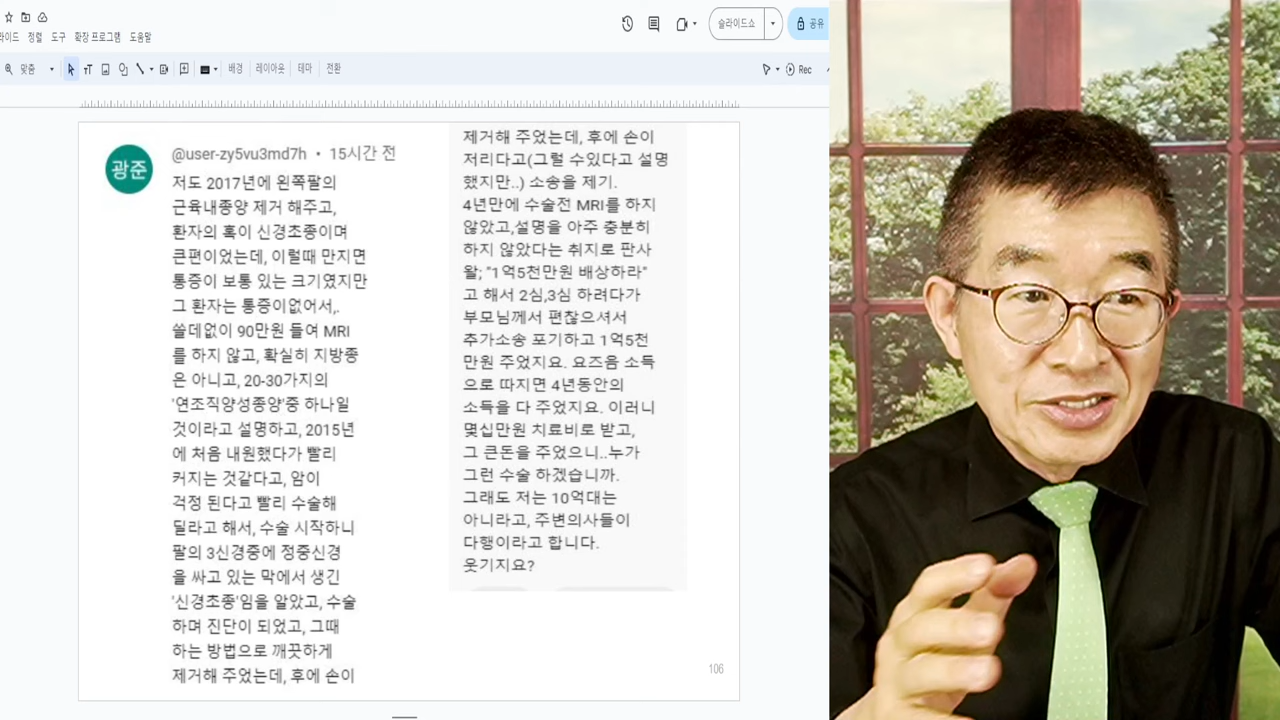 라이드 정렬 도구 확장 프로그램 도움말
슬라이드쇼
공유
맞춤
배경 레이아웃 테마 전환
Rec
광준
@user-zy5vu3md7h • 15시간 전
저도 2017년에 왼쪽팔의
근육내종양 제거 해주고,
환자의 혹이 신경초종이며
큰편이었는데, 이럴때 만지면
통증이 보통 있는 크기였지만
그 환자는 통증이없어서,.
쓸데없이 90만원 들여 MRI
를 하지 않고, 확실히 지방종
은 아니고, 20-30가지의
'연조직양성종양'중 하나일
것이라고 설명하고, 2015년
에 처음 내원했다가 빨리
커지는 것같다고, 암이
걱정 된다고 빨리 수술해
딜라고 해서, 수술 시작하니
팔의 3신경중에 정중신경
을 싸고 있는 막에서 생긴
'신경초종'임을 알았고, 수술
하며 진단이 되었고, 그때
하는 방법으로 깨끗하게
제거해 주었는데, 후에 손이
제거해 주었는데, 후에 손이
저리다고(그럴 수있다고 설명
했지만..) 소송을 제기.
4년만에 수술전 MRI를 하지
않았고,설명을 아주 충분히
하지 않았다는 취지로 판사
왈; "1억5천만원 배상하라"
고 해서 2심,3심 하려다가
부모님께서 편찮으셔서
추가소송 포기하고 1억5천
만원 주었지요. 요즈음 소득
으로 따지면 4년동안의
소득을 다 주었지요. 이러니
몇십만원 치료비로 받고,
그 큰돈을 주었으니..누가
그런 수술 하겠습니까.
그래도 저는 10억대는
아니라고, 주변의사들이
다행이라고 합니다.
웃기지요?
106